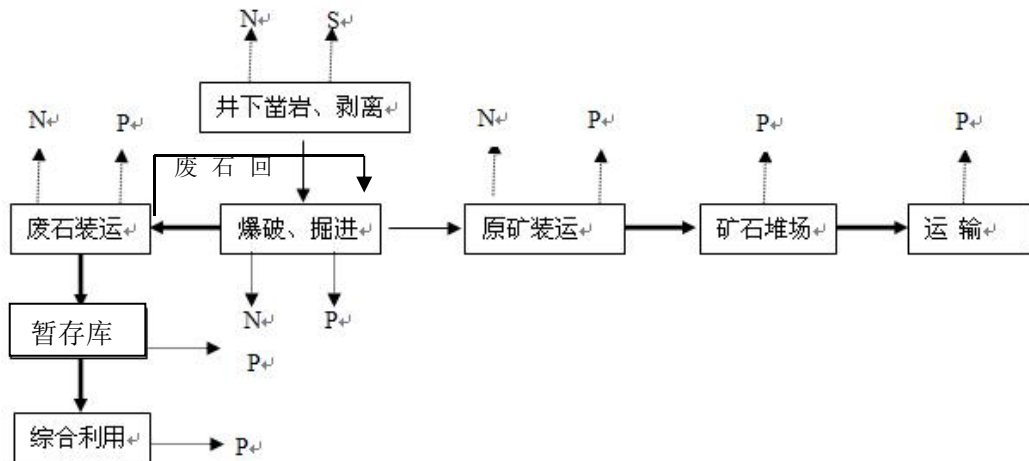 N S
井下凿岩、剥离
N P N P P P
废 石 回
废石装运 爆破、掘进 原矿装运 矿石堆场 运 输
N P
暂存库
P
综合利用 P